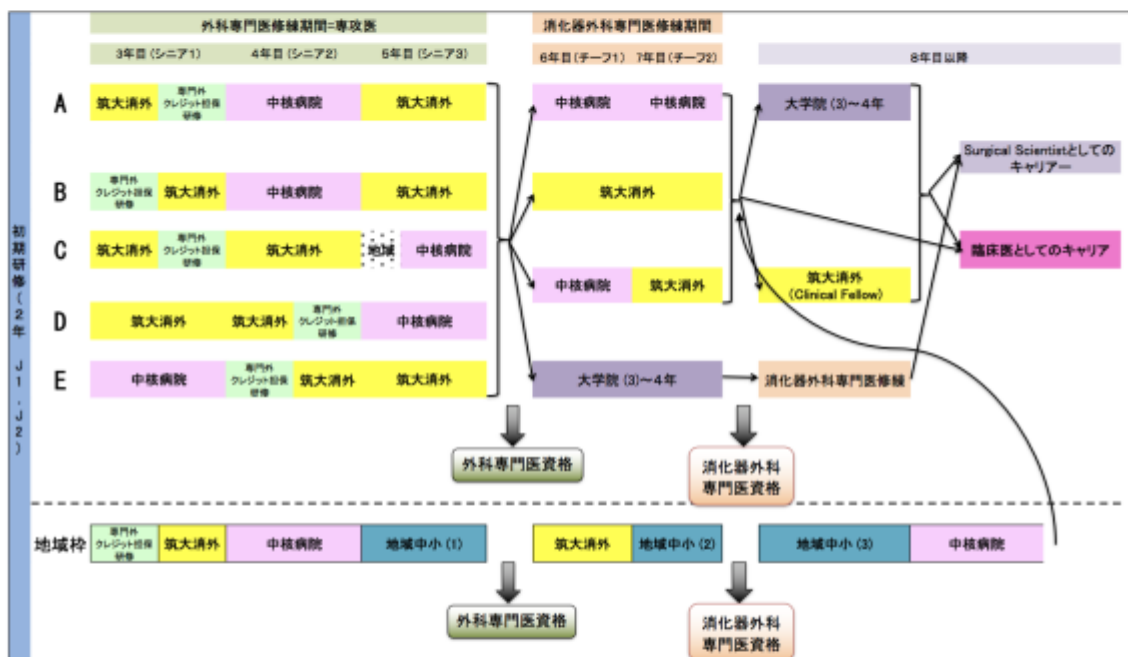 外科専門医修練期間=専攻医
消化器外科専門医修練期間
3年目(シニア1)
4年目(シニア2)
5年目(シニア3)
6年目(チーフ1)
7年目(チーフ2)
8年目以降
初期研修(2年 J1,J2)
A
筑大消外
専門外
クレジット担保
研修
中核病院
筑大消外
中核病院
中核病院
大学院(3)~4年
Surgical Scientistとしての
キャリアー
B
専門外
クレジット担保
研修
筑大消外
中核病院
筑大消外
筑大消外
C
筑大消外
専門外
クレジット担保
研修
筑大消外
地域
中核病院
臨床医としてのキャリア
中核病院
筑大消外
筑大消外
(Clinical Fellow)
D
筑大消外
筑大消外
専門外
クレジット担保
研修
中核病院
E
中核病院
専門外
クレジット担保
研修
筑大消外
筑大消外
大学院(3)~4年
消化器外科専門医修練
外科専門医資格
消化器外科
専門医資格
地域枠
専門外
クレジット担保
研修
筑大消外
中核病院
地域中小(1)
筑大消外
地域中小(2)
地域中小(3)
中核病院
外科専門医資格
消化器外科
専門医資格